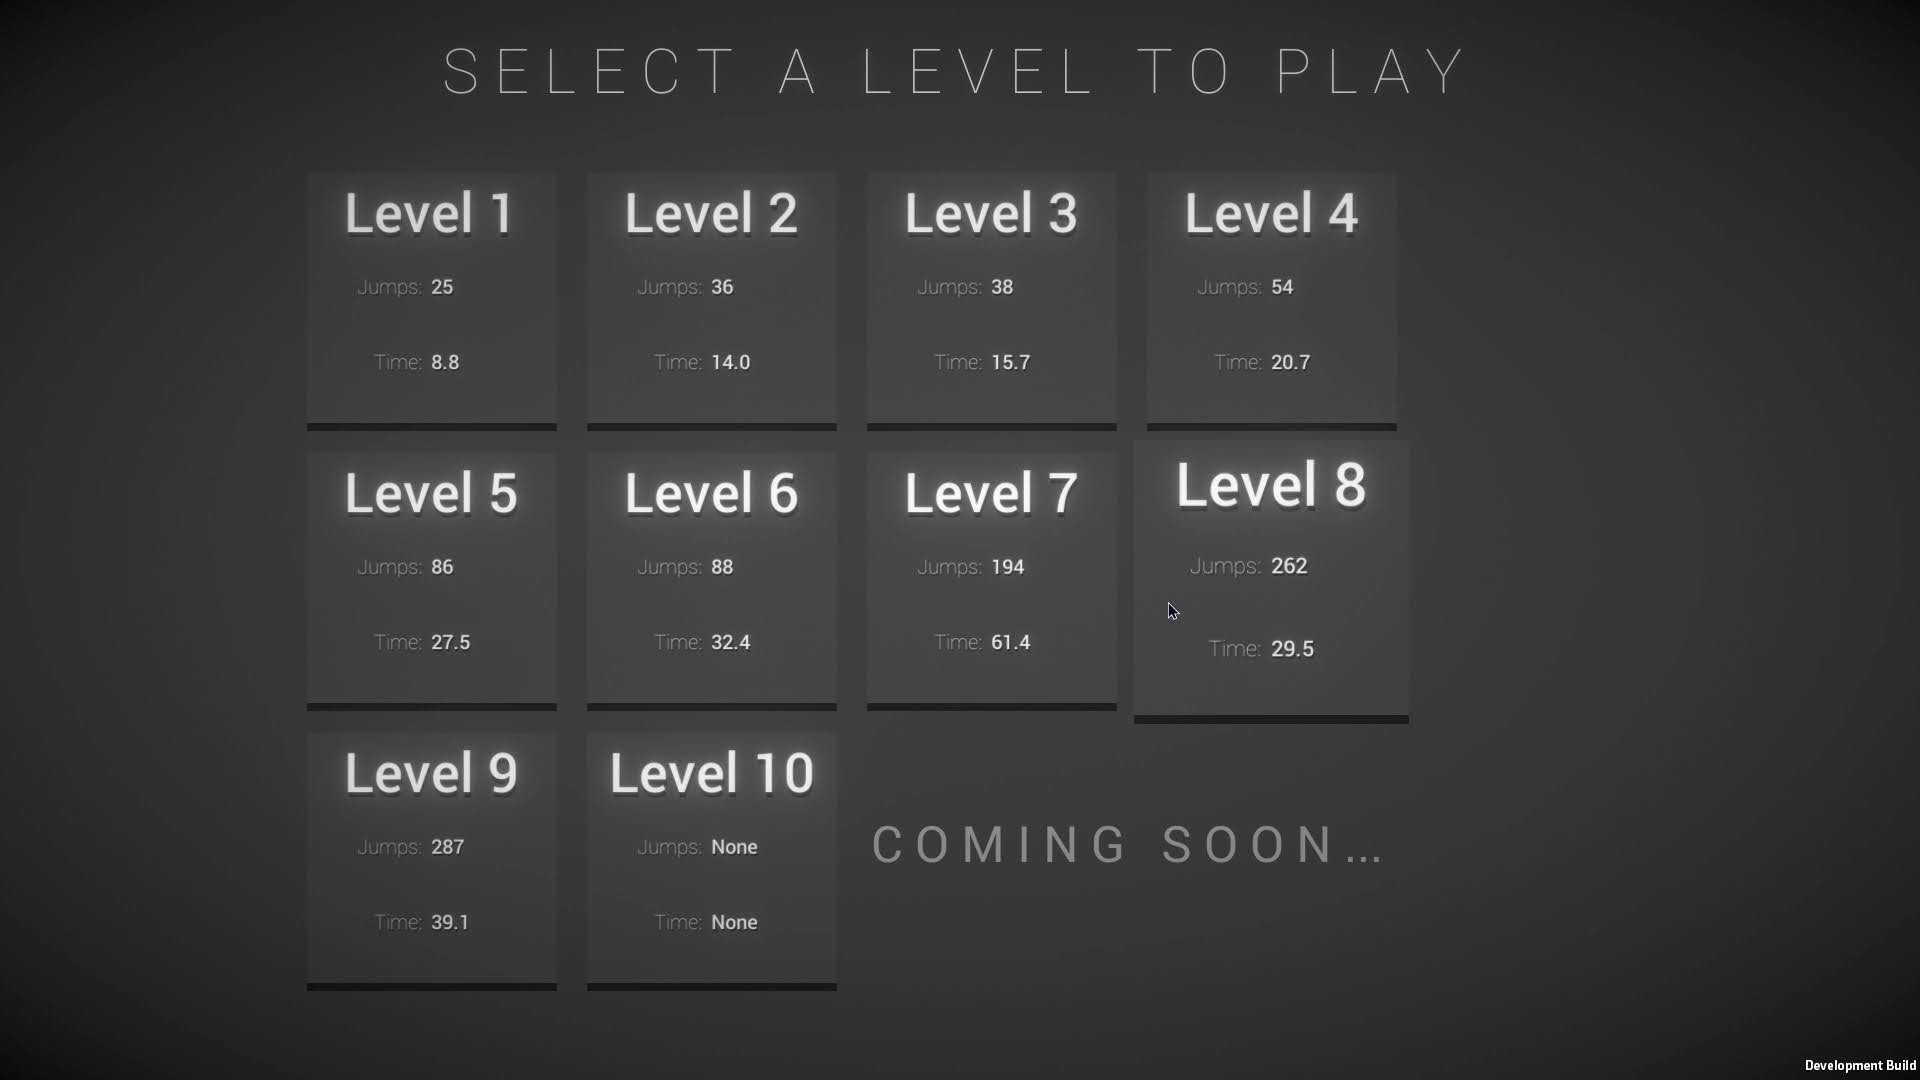 SELECT A LEVEL TO PLAY
Level 1
Jumps: 25
Time: 8.8
Level 2
Jumps: 36
Time: 14.0
Level 3
Jumps: 38
Time: 15.7
Level 4
Jumps: 54
Time: 20.7
Level 5
Jumps: 86
Time: 27.5
Level 6
Jumps: 88
Time: 32.4
Level 7
Jumps: 194
Time: 61.4
Level 8
Jumps: 262
Time: 29.5
Level 9
Jumps: 287
Time: 39.1
Level 10
Jumps: None
Time: None
COMING SOON...
Development Build